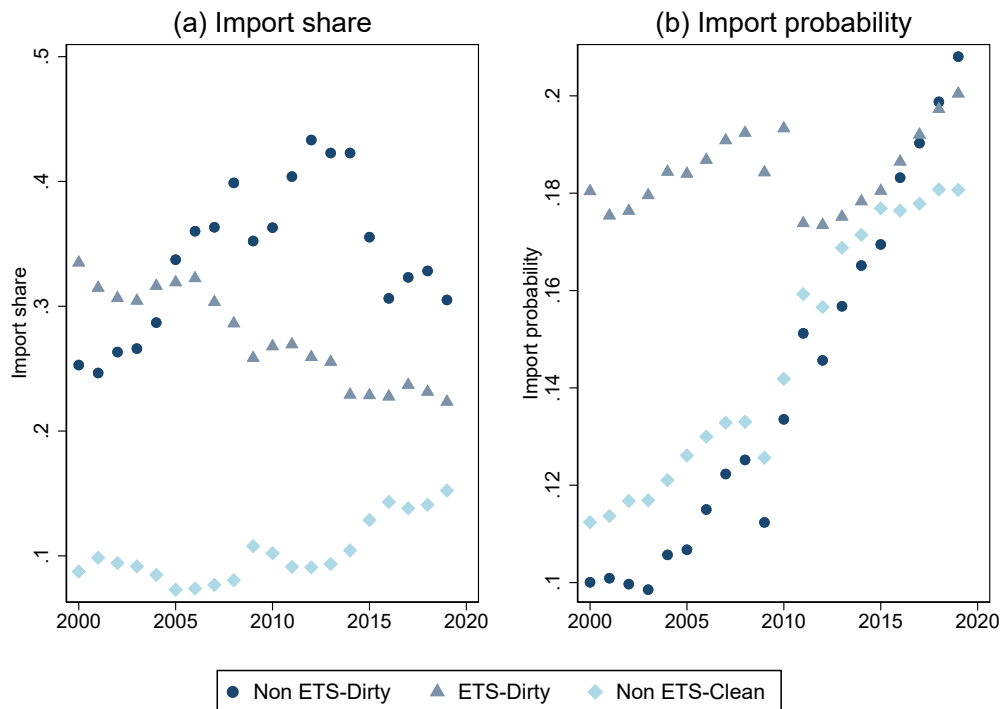 (a) Import share
.5
.4
.3
.2
.1
Import share
2000 2005 2010 2015 2020
(b) Import probability
.2
.18
.16
.14
.12
.1
Import probability
2000 2005 2010 2015 2020
Non ETS-Dirty ETS-Dirty Non ETS-Clean